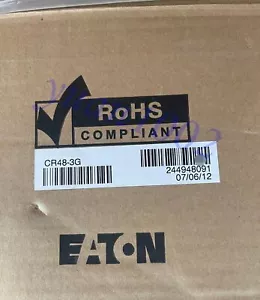 RoHS
COMPLIANT
CR48-3G
244948091
07/06/12
EATON